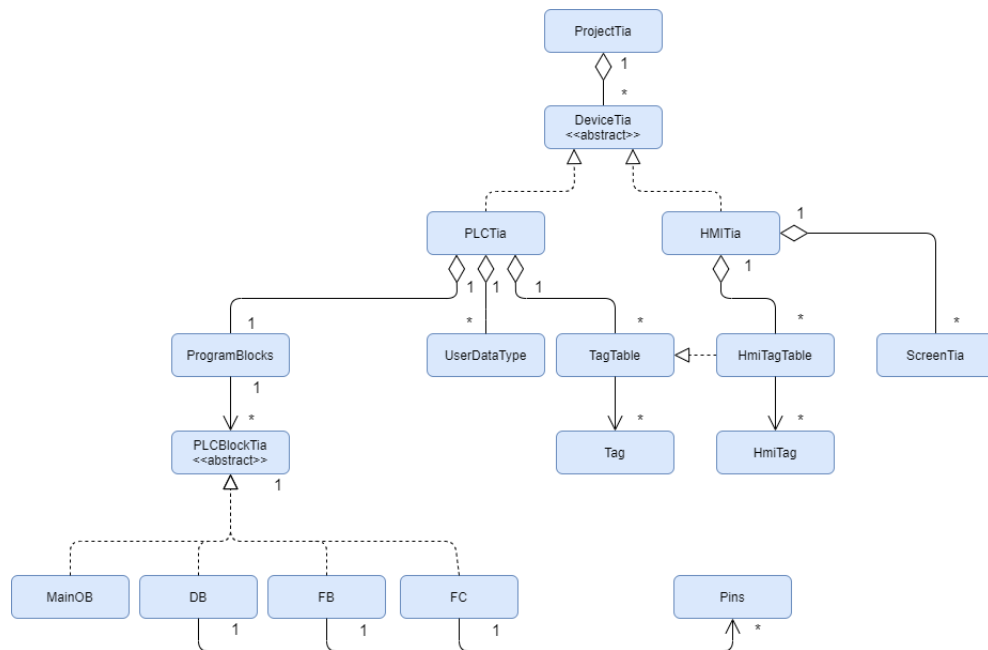 ProjectTia
1
*
DeviceTia
<<abstract>>
PLCTia
HMITia
1
1
1
1
1
1
*
*
*
*
ProgramBlocks
UserDataType
TagTable
HmiTagTable
ScreenTia
1
*
*
*
PLCBlockTia
<<abstract>>
Tag
HmiTag
1
MainOB
DB
FB
FC
Pins
1
1
1
*